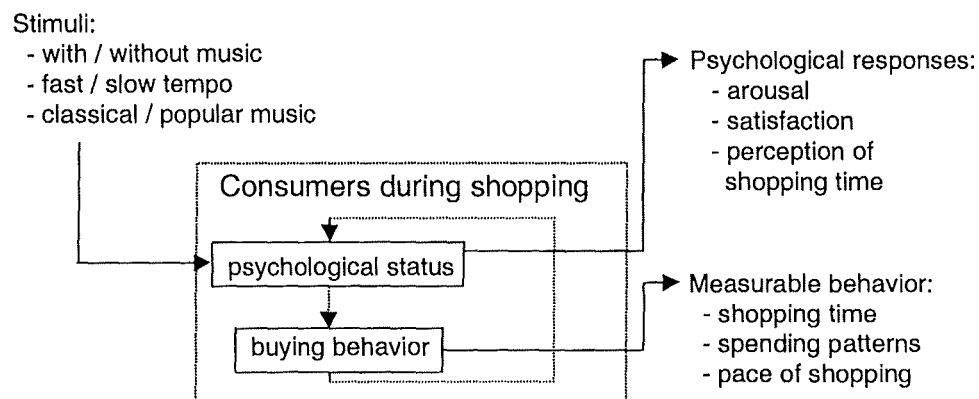 Stimuli:
- with / without music
- fast / slow tempo
- classical / popular music
Psychological responses:
- arousal
- satisfaction
- perception of
shopping time
Consumers during shopping
psychological status
buying behavior
Measurable behavior:
- shopping time
- spending patterns
- pace of shopping